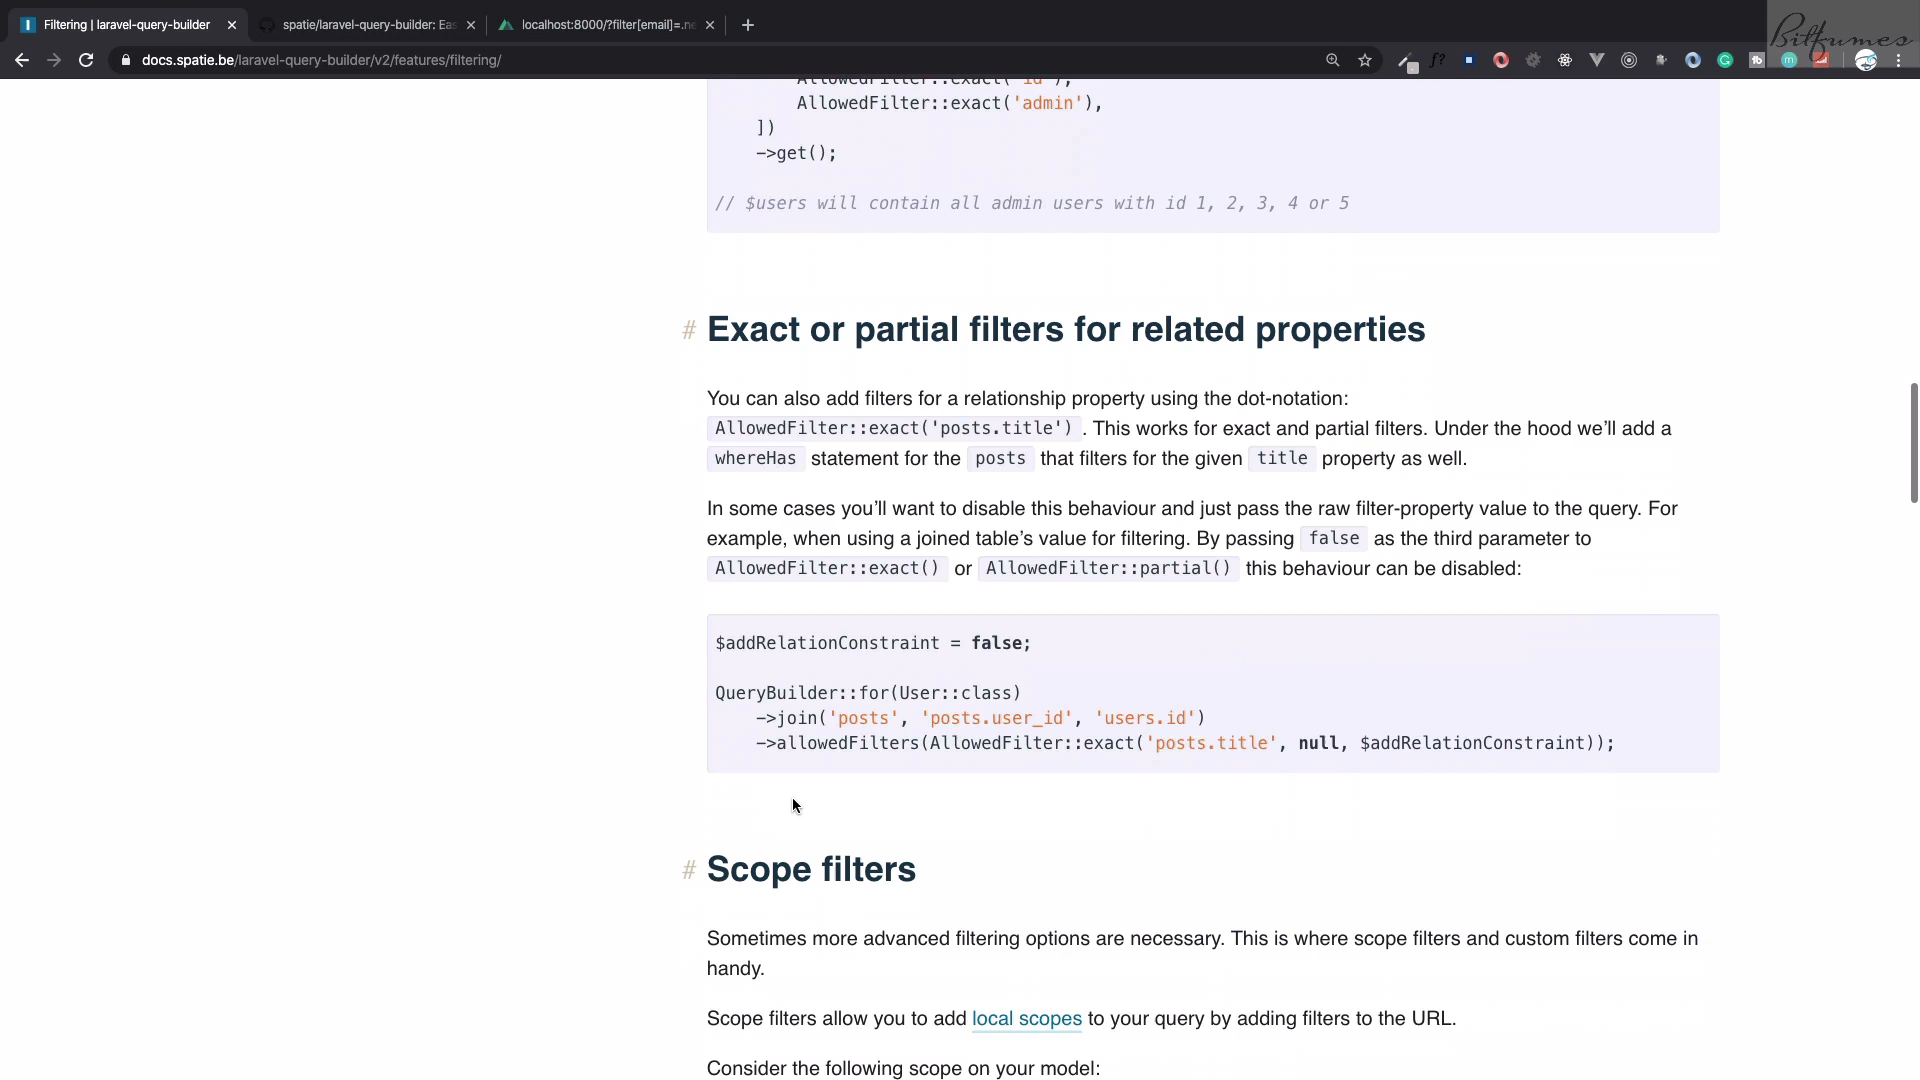 Filtering | laravel-query-builder
spatie/laravel-query-builder: Eas
localhost:8000/?filter[email]=.ne
Bitfumes
docs.spatie.be/laravel-query-builder/v2/features/filtering/
AllowedFilter::exact('id'),
AllowedFilter::exact('admin'),
])
->get();
// $users will contain all admin users with id 1, 2, 3, 4 or 5
# Exact or partial filters for related properties
You can also add filters for a relationship property using the dot-notation:
AllowedFilter::exact('posts.title') . This works for exact and partial filters. Under the hood we’ll add a
whereHas statement for the posts that filters for the given title property as well.
In some cases you’ll want to disable this behaviour and just pass the raw filter-property value to the query. For
example, when using a joined table’s value for filtering. By passing false as the third parameter to
AllowedFilter::exact() or AllowedFilter::partial() this behaviour can be disabled:
$addRelationConstraint = false;
QueryBuilder::for(User::class)
->join('posts', 'posts.user_id', 'users.id')
->allowedFilters(AllowedFilter::exact('posts.title', null, $addRelationConstraint));
# Scope filters
Sometimes more advanced filtering options are necessary. This is where scope filters and custom filters come in
handy.
Scope filters allow you to add local scopes to your query by adding filters to the URL.
Consider the following scope on your model: